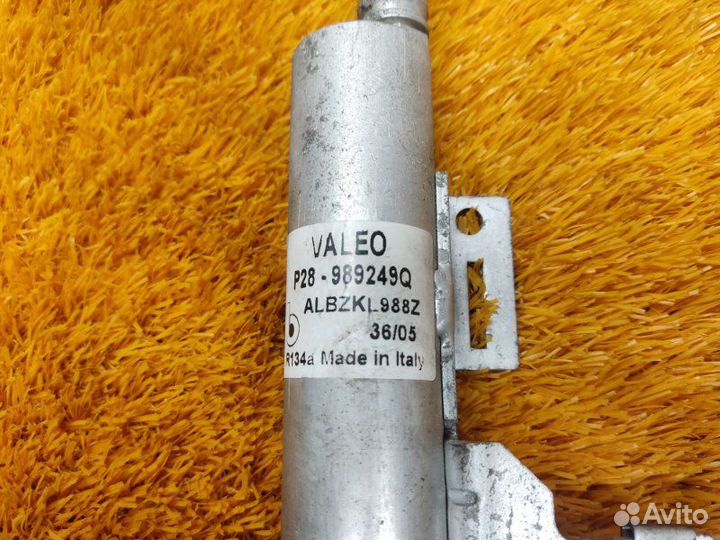 VALEO
P28 - 989249Q
ALBZKL988Z
36/05
R134a Made in Italy
Avito